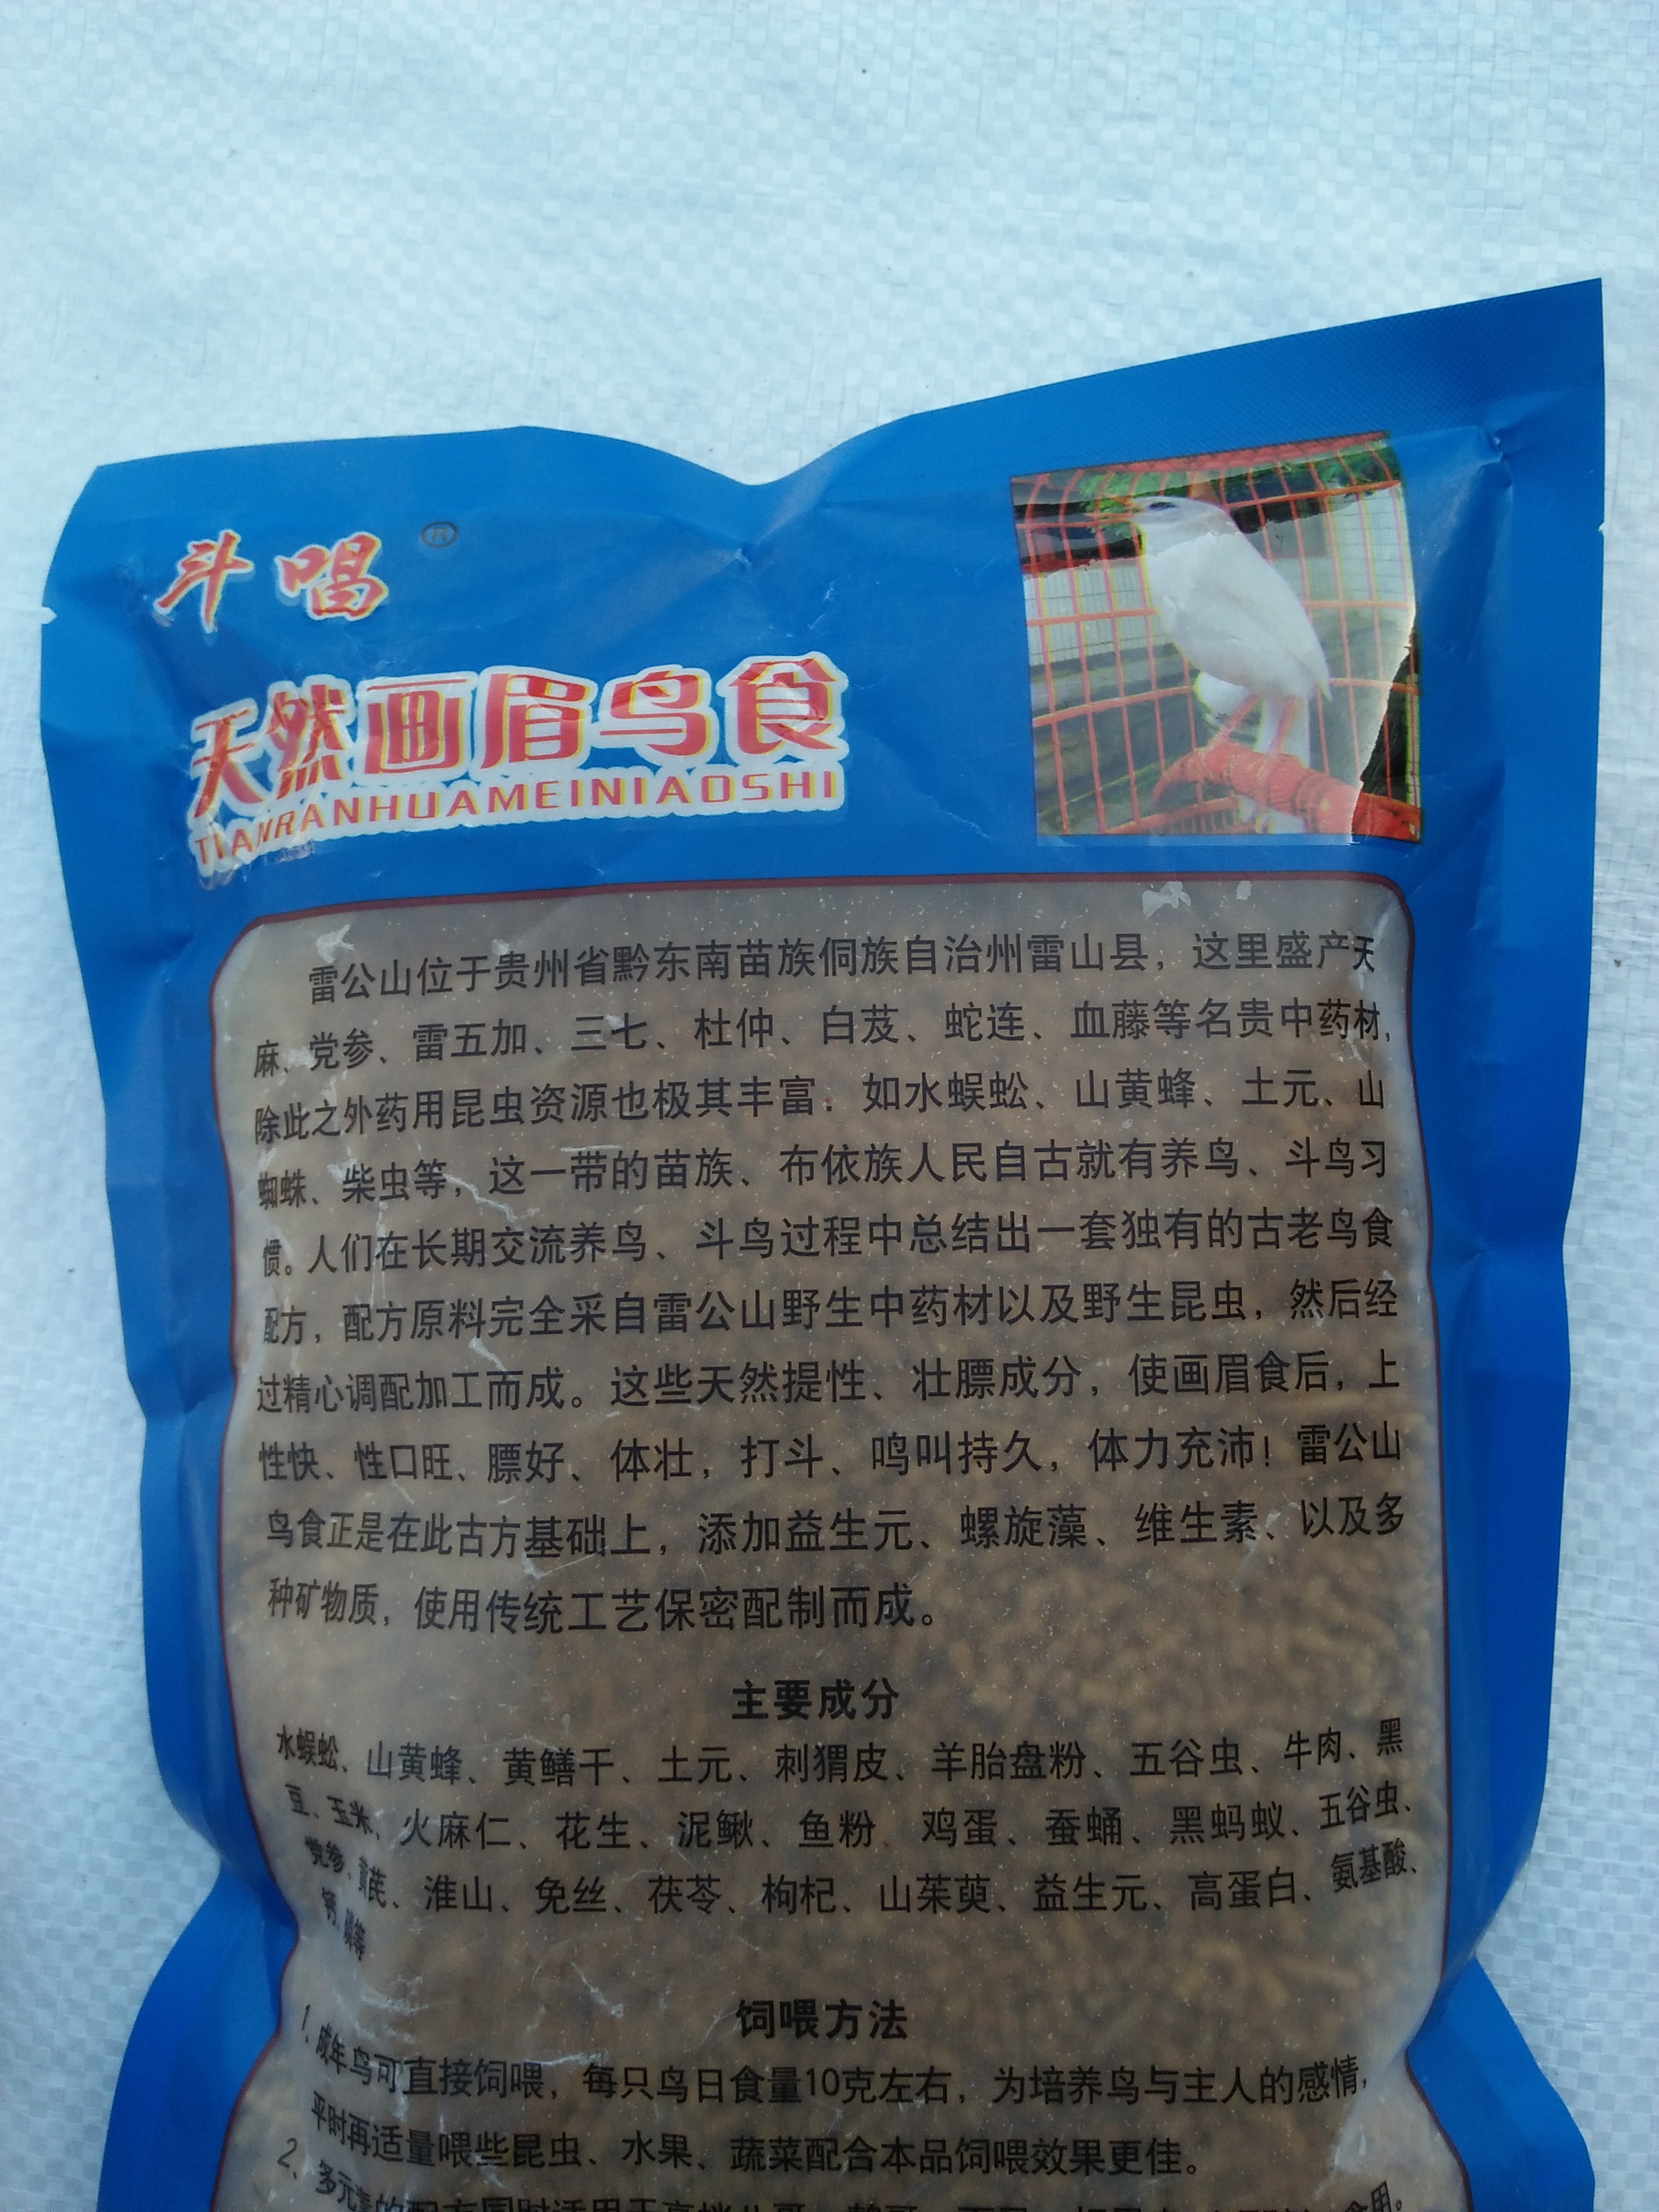 斗唱®
天然画眉鸟食
TIANRANHUAMEINIAOSHI
雷公山位于贵州省黔东南苗族侗族自治州雷山县，这里盛产天
麻、党参、雷五加、三七、杜仲、白芨、蛇连、血藤等名贵中药材，
除此之外药用昆虫资源也极其丰富：如水蜈蚣、山黄蜂、土元、山
蜘蛛、柴虫等，这一带的苗族、布依族人民自古就有养鸟、斗鸟习
惯。人们在长期交流养鸟、斗鸟过程中总结出一套独有的古老鸟食
配方，配方原料完全采自雷公山野生中药材以及野生昆虫，然后经
过精心调配加工而成。这些天然提性、壮膘成分，使画眉食后，上
性快、性口旺、膘好、体壮，打斗、鸣叫持久，体力充沛！雷公山
鸟食正是在此古方基础上，添加益生元、螺旋藻、维生素、以及多
种矿物质，使用传统工艺保密配制而成。
主要成分
水蜈蚣、山黄蜂、黄鳝干、土元、刺猬皮、羊胎盘粉、五谷虫、牛肉、黑
豆、玉米、火麻仁、花生、泥鳅、鱼粉、鸡蛋、蚕蛹、黑蚂蚁、五谷虫、
党参、黄芪、淮山、免丝、茯苓、枸杞、山茱萸、益生元、高蛋白、氨基酸、
钙、等
饲喂方法
1、成年鸟可直接饲喂，每只鸟日食量10克左右，为培养鸟与主人的感情，
平时再适量喂些昆虫、水果、蔬菜配合本品饲喂效果更佳。
2、多元素的配方同时适用于